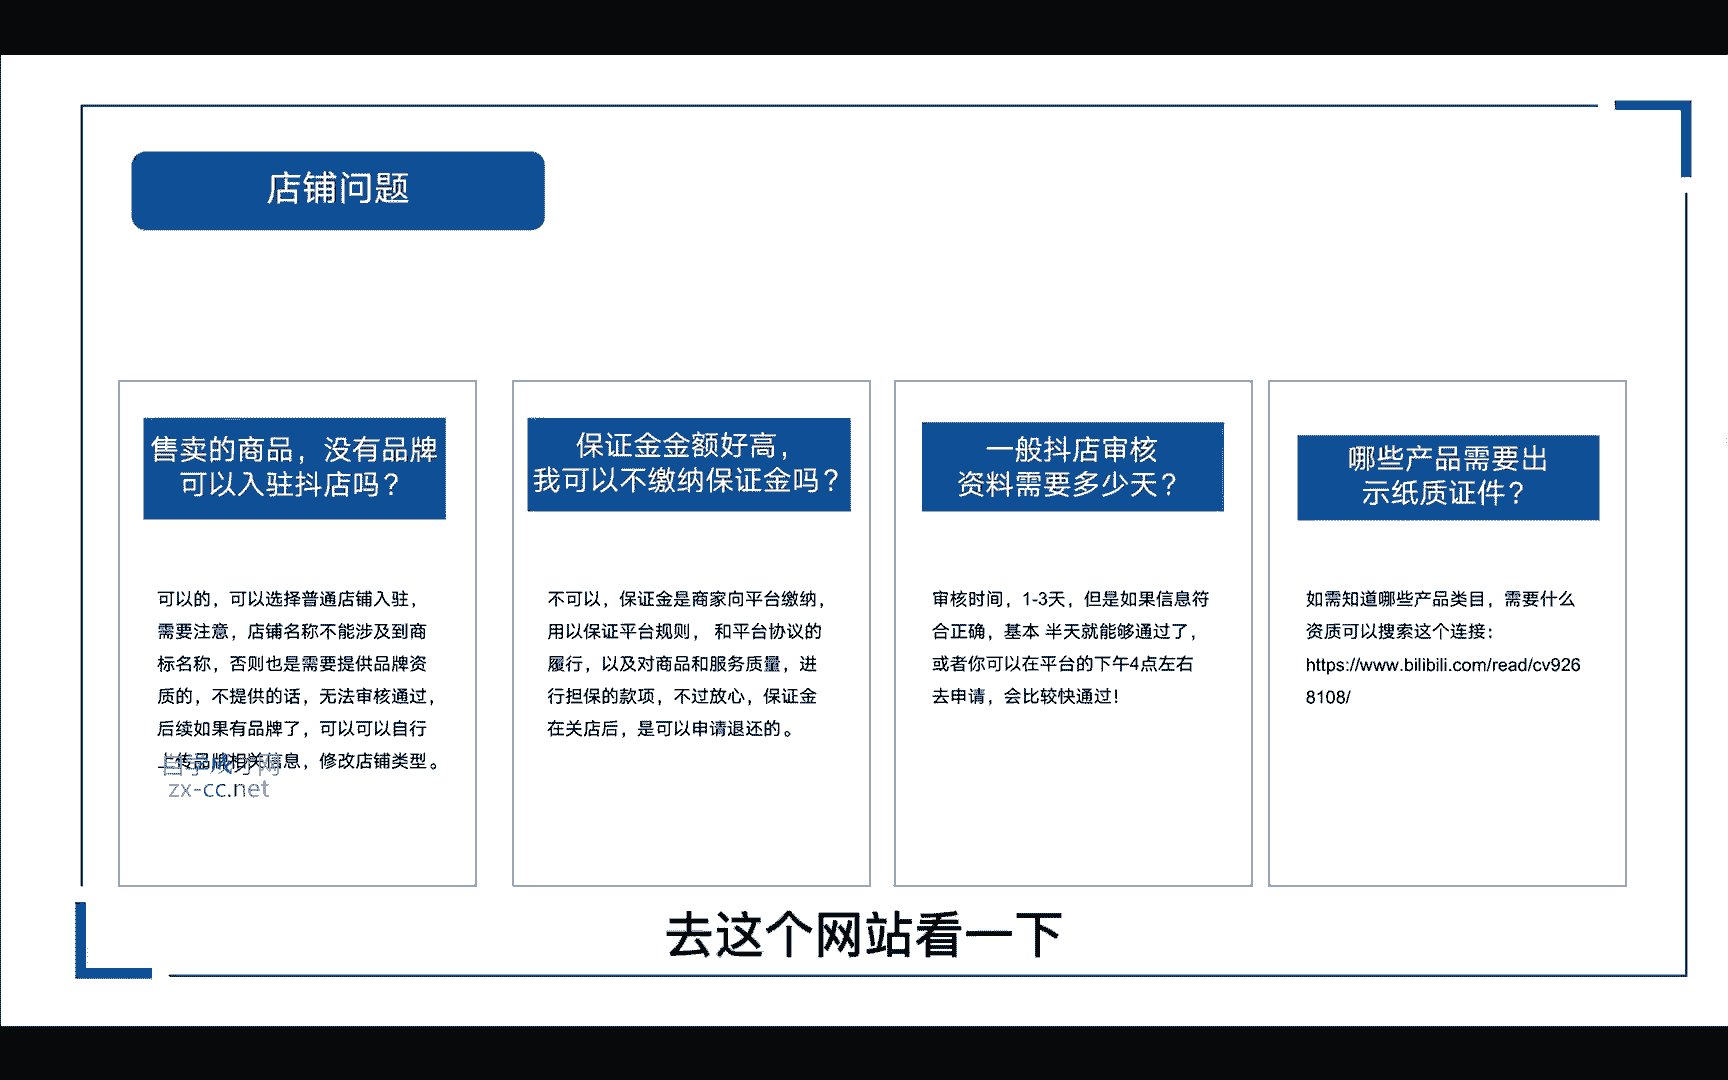 店铺问题
售卖的商品，没有品牌
可以入驻抖店吗？
可以的，可以选择普通店铺入驻，
需要注意，店铺名称不能涉及到商
标名称，否则也是需要提供品牌资
质的，不提供的话，无法审核通过，
后续如果有品牌了，可以可以自行
上传品牌相关信息，修改店铺类型。
自学成才网
zx-cc.net
保证金金额好高，
我可以不缴纳保证金吗？
不可以，保证金是商家向平台缴纳，
用以保证平台规则， 和平台协议的
履行，以及对商品和服务质量，进
行担保的款项，不过放心，保证金
在关店后，是可以申请退还的。
一般抖店审核
资料需要多少天？
审核时间，1-3天，但是如果信息符
合正确，基本 半天就能够通过了，
或者你可以在平台的下午4点左右
去申请，会比较快通过！
哪些产品需要出
示纸质证件？
如需知道哪些产品类目，需要什么
资质可以搜索这个连接：
https://www.bilibili.com/read/cv926
8108/
去这个网站看一下